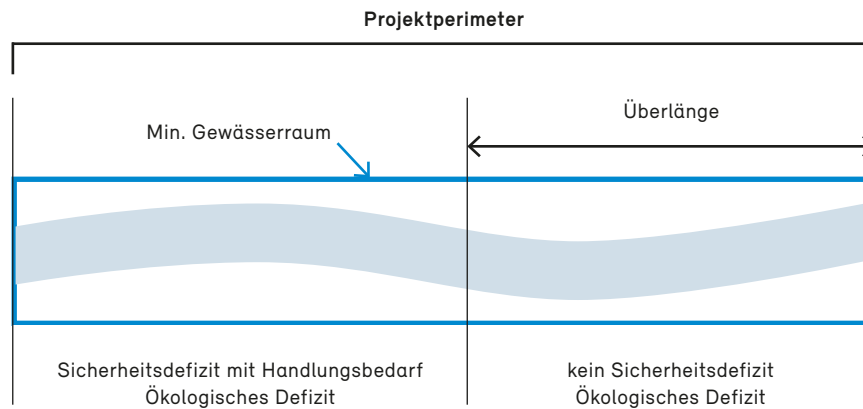 Projektperimeter
Überlänge
Min. Gewässerraum
Sicherheitsdefizit mit Handlungsbedarf
Ökologisches Defizit
kein Sicherheitsdefizit
Ökologisches Defizit